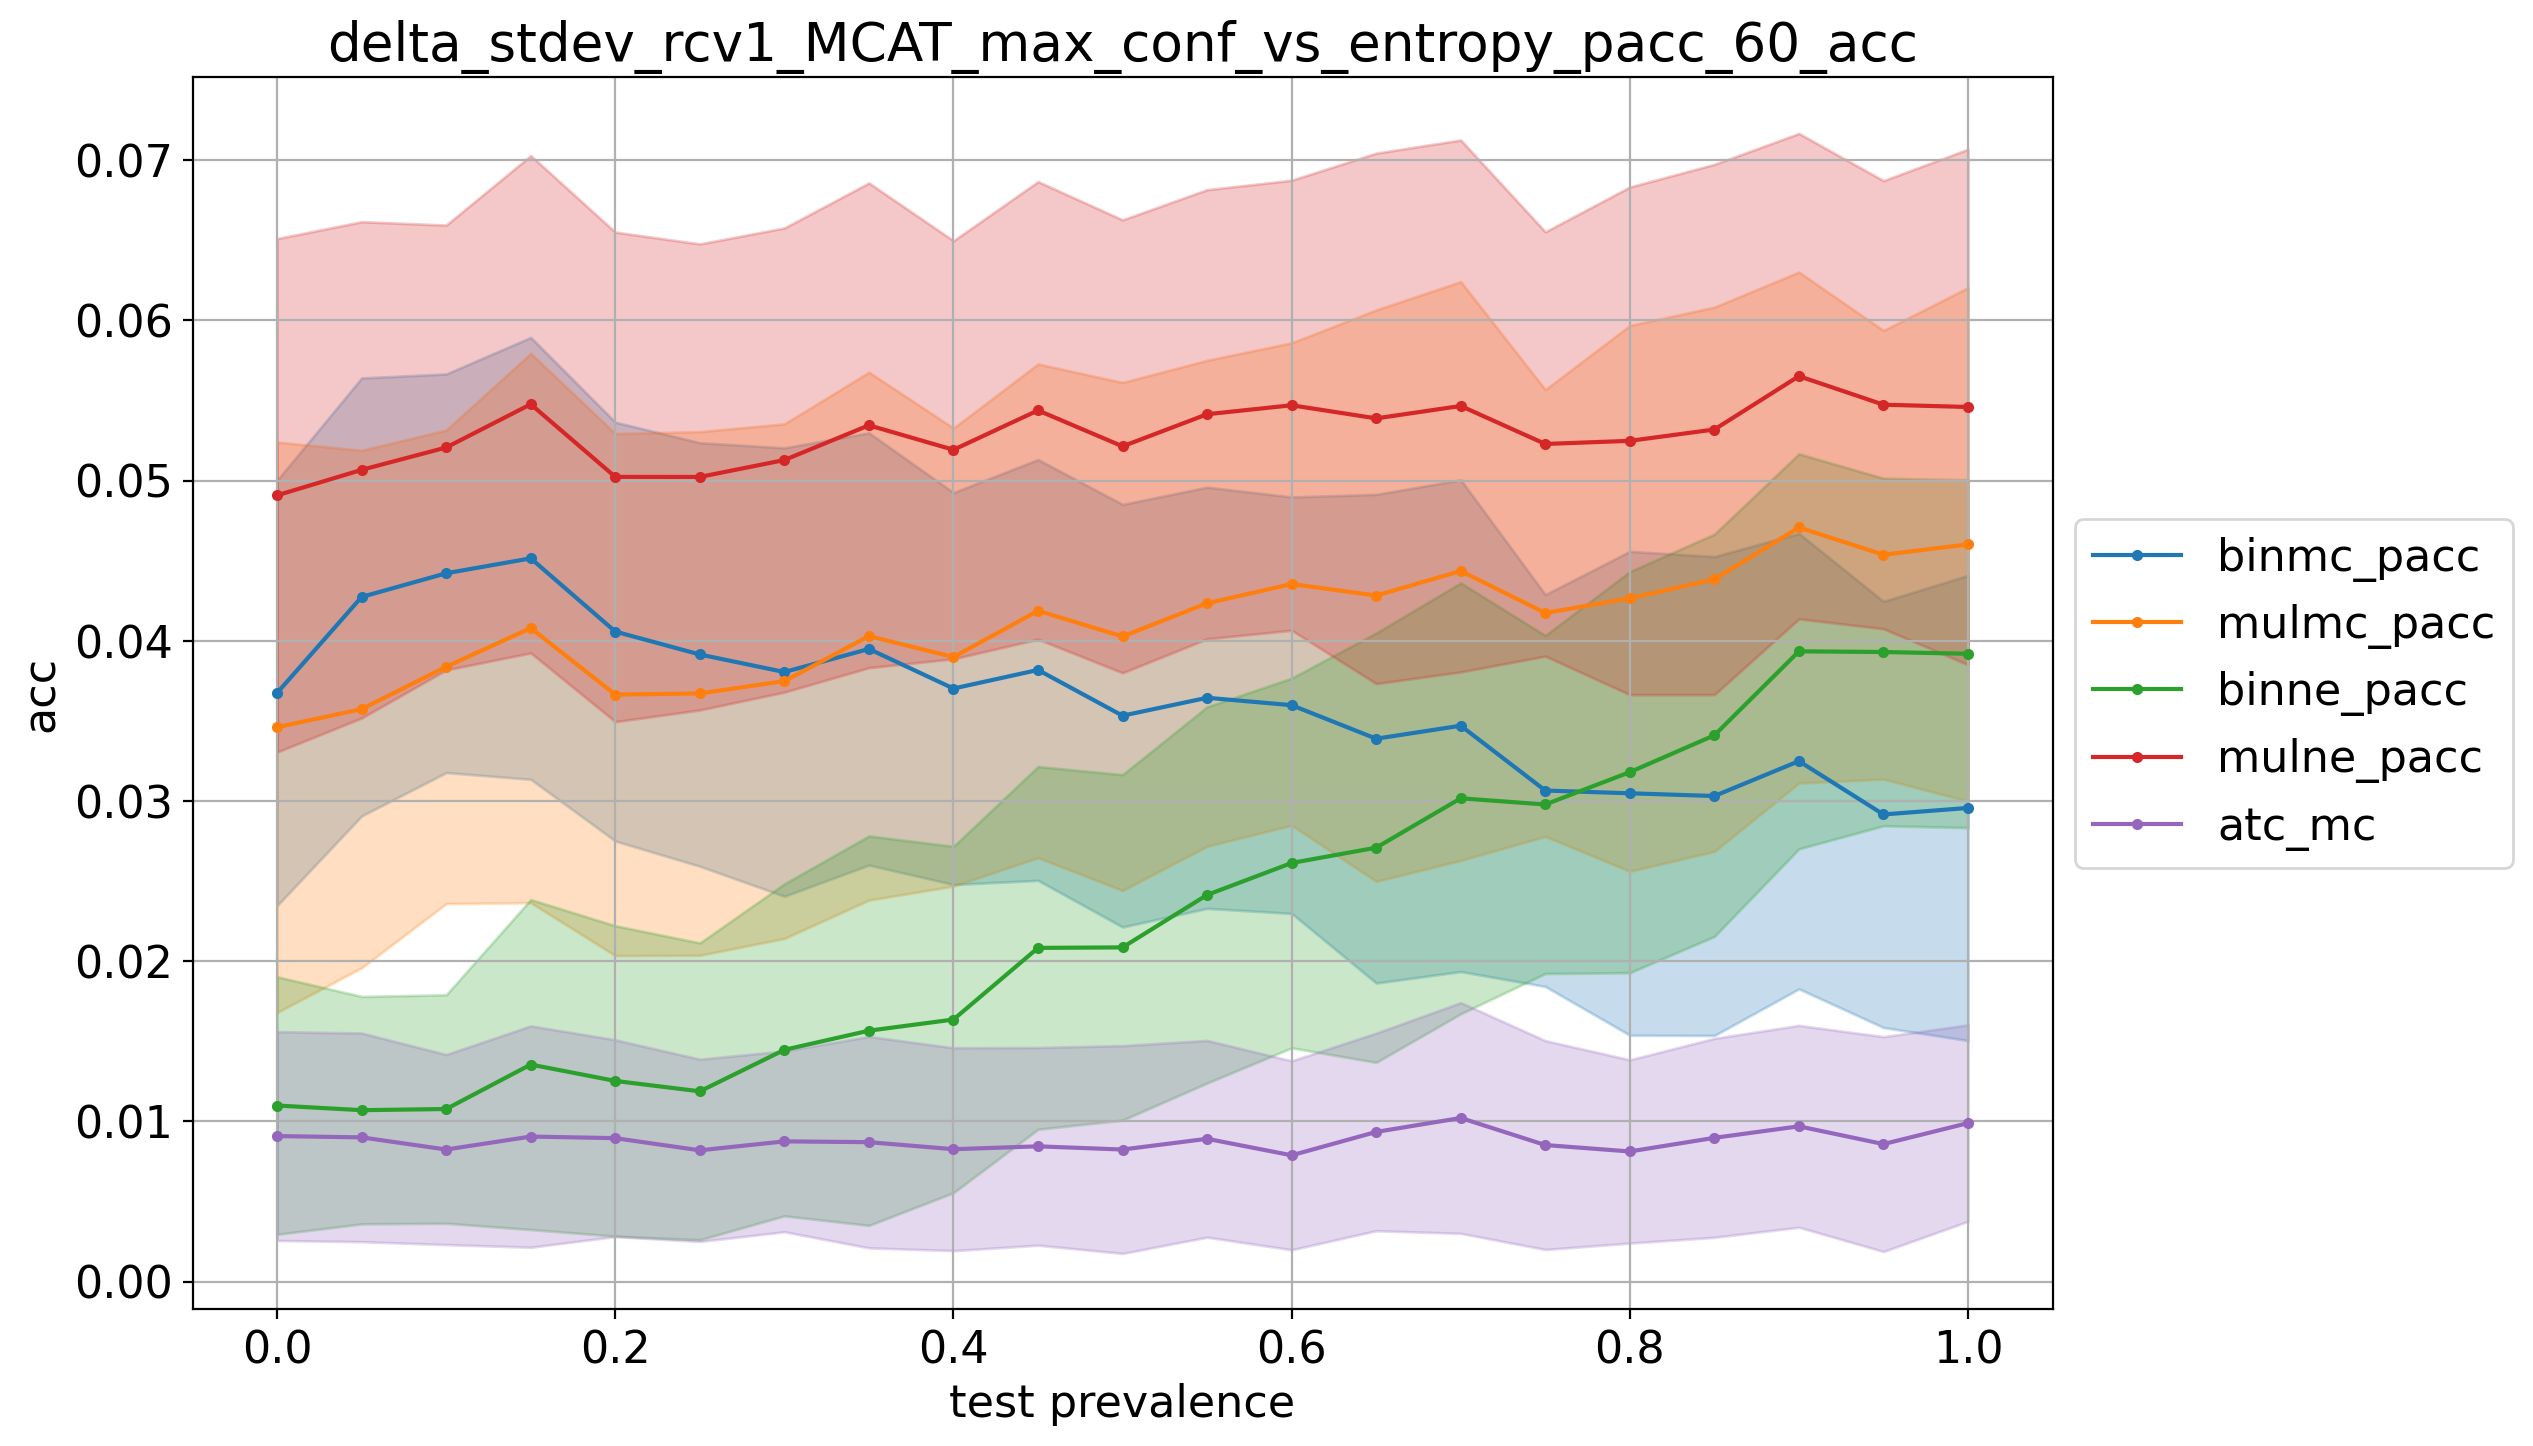 delta_stdev_rcv1_MCAT_max_conf_vs_entropy_pacc_60_acc
0.07
0.06
0.05
0.04
0.03
0.02
0.01
0.00
acc
0.0 0.2 0.4 0.6 0.8 1.0
test prevalence
binmc_pacc
mulmc_pacc
binne_pacc
mulne_pacc
atc_mc